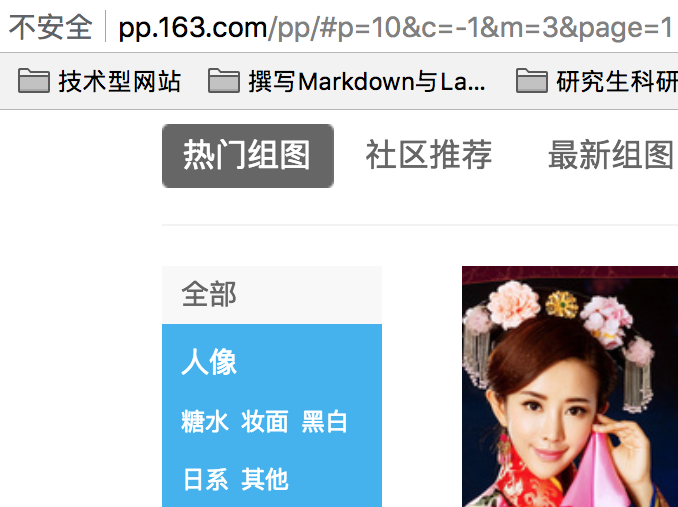 不安全 pp.163.com/pp/#p=10&c=-1&m=3&page=1
技术型网站 撰写Markdown与La... 研究生科研
热门组图 社区推荐 最新组图
全部
人像
糖水 妆面 黑白
日系 其他